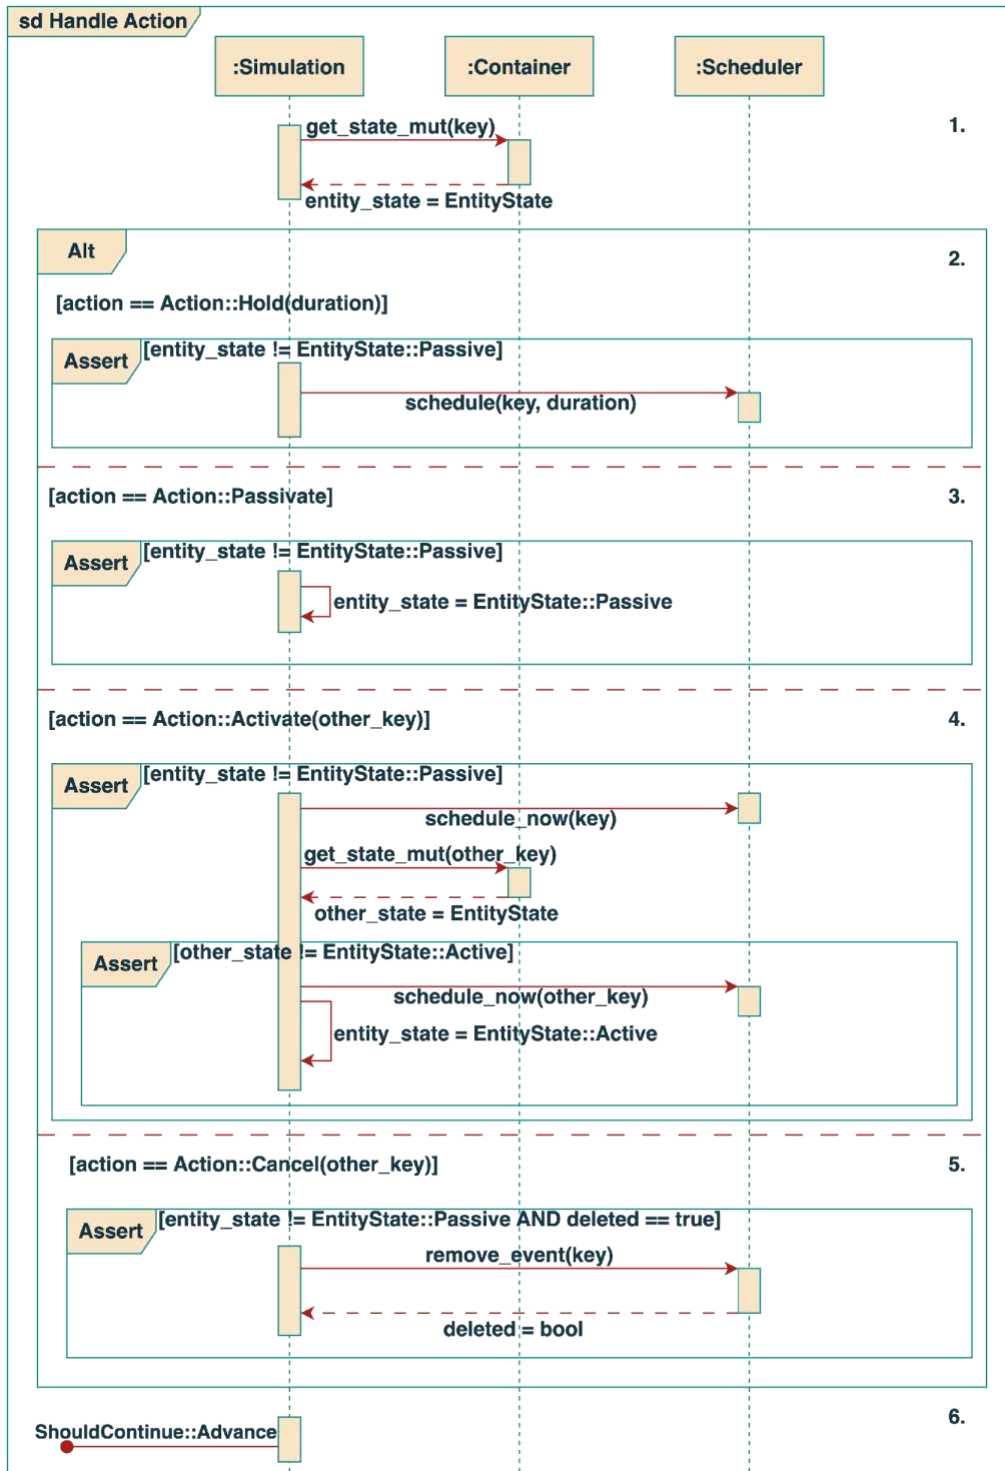 sd Handle Action
:Simulation
:Container
:Scheduler
1.
get_state_mut(key)
entity_state = EntityState
Alt
2.
[action == Action::Hold(duration)]
Assert
[entity_state != EntityState::Passive]
schedule(key, duration)
[action == Action::Passivate]
3.
Assert
[entity_state != EntityState::Passive]
entity_state = EntityState::Passive
[action == Action::Activate(other_key)]
4.
Assert
[entity_state != EntityState::Passive]
schedule_now(key)
get_state_mut(other_key)
other_state = EntityState
Assert
[other_state != EntityState::Active]
schedule_now(other_key)
entity_state = EntityState::Active
[action == Action::Cancel(other_key)]
5.
Assert
[entity_state != EntityState::Passive AND deleted == true]
remove_event(key)
deleted = bool
6.
ShouldContinue::Advance